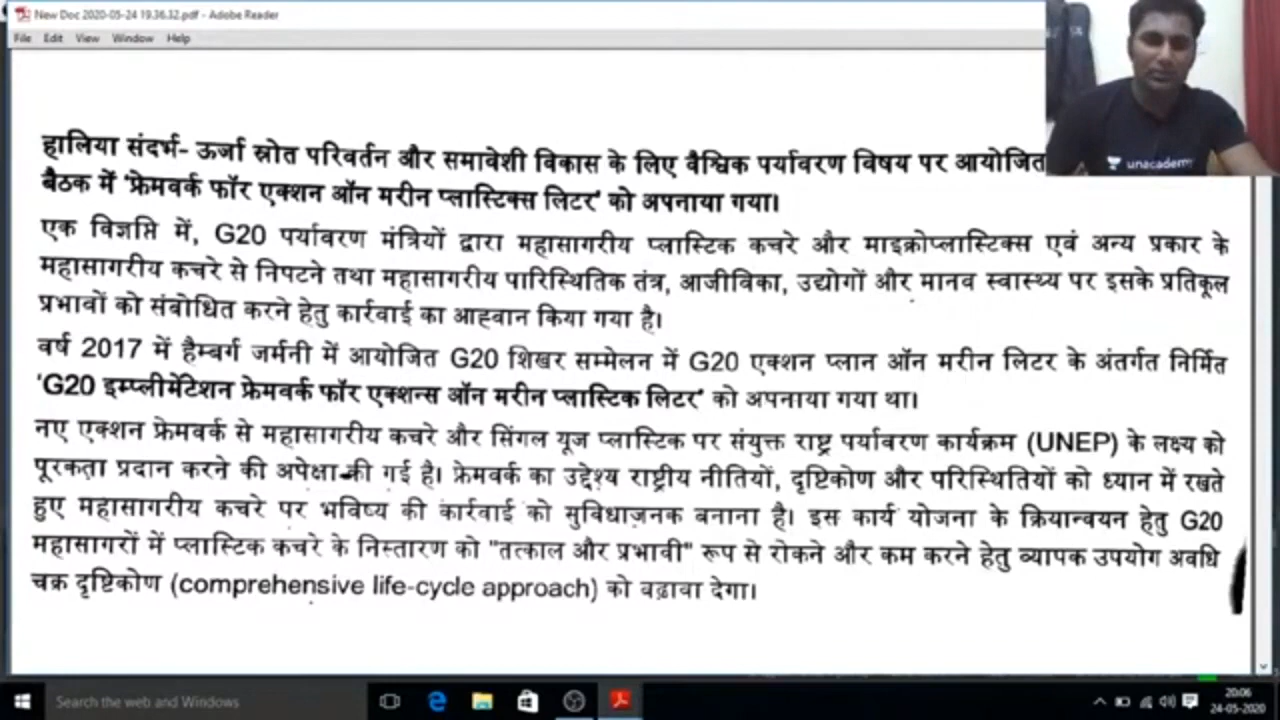 New Doc 2020-05-24 19.36.32.pdf - Adobe Reader
File Edit View Window Help
unacademy
हालिया संदर्भ- ऊर्जा स्रोत परिवर्तन और समावेशी विकास के लिए वैश्विक पर्यावरण विषय पर आयोजित
बैठक में 'फ्रेमवर्क फॉर एक्शन ऑन मरीन प्लास्टिक्स लिटर' को अपनाया गया।
एक विज्ञप्ति में, G20 पर्यावरण मंत्रियों द्वारा महासागरीय प्लास्टिक कचरे और माइक्रोप्लास्टिक्स एवं अन्य प्रकार के
महासागरीय कचरे से निपटने तथा महासागरीय पारिस्थितिक तंत्र, आजीविका, उद्योगों और मानव स्वास्थ्य पर इसके प्रतिकूल
प्रभावों को संबोधित करने हेतु कार्रवाई का आह्वान किया गया है।
वर्ष 2017 में हैम्बर्ग जर्मनी में आयोजित G20 शिखर सम्मेलन में G20 एक्शन प्लान ऑन मरीन लिटर के अंतर्गत निर्मित
'G20 इम्प्लीमेंटेशन फ्रेमवर्क फॉर एक्शन्स ऑन मरीन प्लास्टिक लिटर' को अपनाया गया था।
नए एक्शन फ्रेमवर्क से महासागरीय कचरे और सिंगल यूज प्लास्टिक पर संयुक्त राष्ट्र पर्यावरण कार्यक्रम (UNEP) के लक्ष्य को
पूरकता प्रदान करने की अपेक्षा की गई है। फ्रेमवर्क का उद्देश्य राष्ट्रीय नीतियों, दृष्टिकोण और परिस्थितियों को ध्यान में रखते
हुए महासागरीय कचरे पर भविष्य की कार्रवाई को सुविधाजनक बनाना है। इस कार्य योजना के क्रियान्वयन हेतु G20
महासागरों में प्लास्टिक कचरे के निस्तारण को "तत्काल और प्रभावी" रूप से रोकने और कम करने हेतु व्यापक उपयोग अवधि
चक्र दृष्टिकोण (comprehensive life-cycle approach) को बढ़ावा देगा।
Search the web and Windows
20:06
24-05-2020